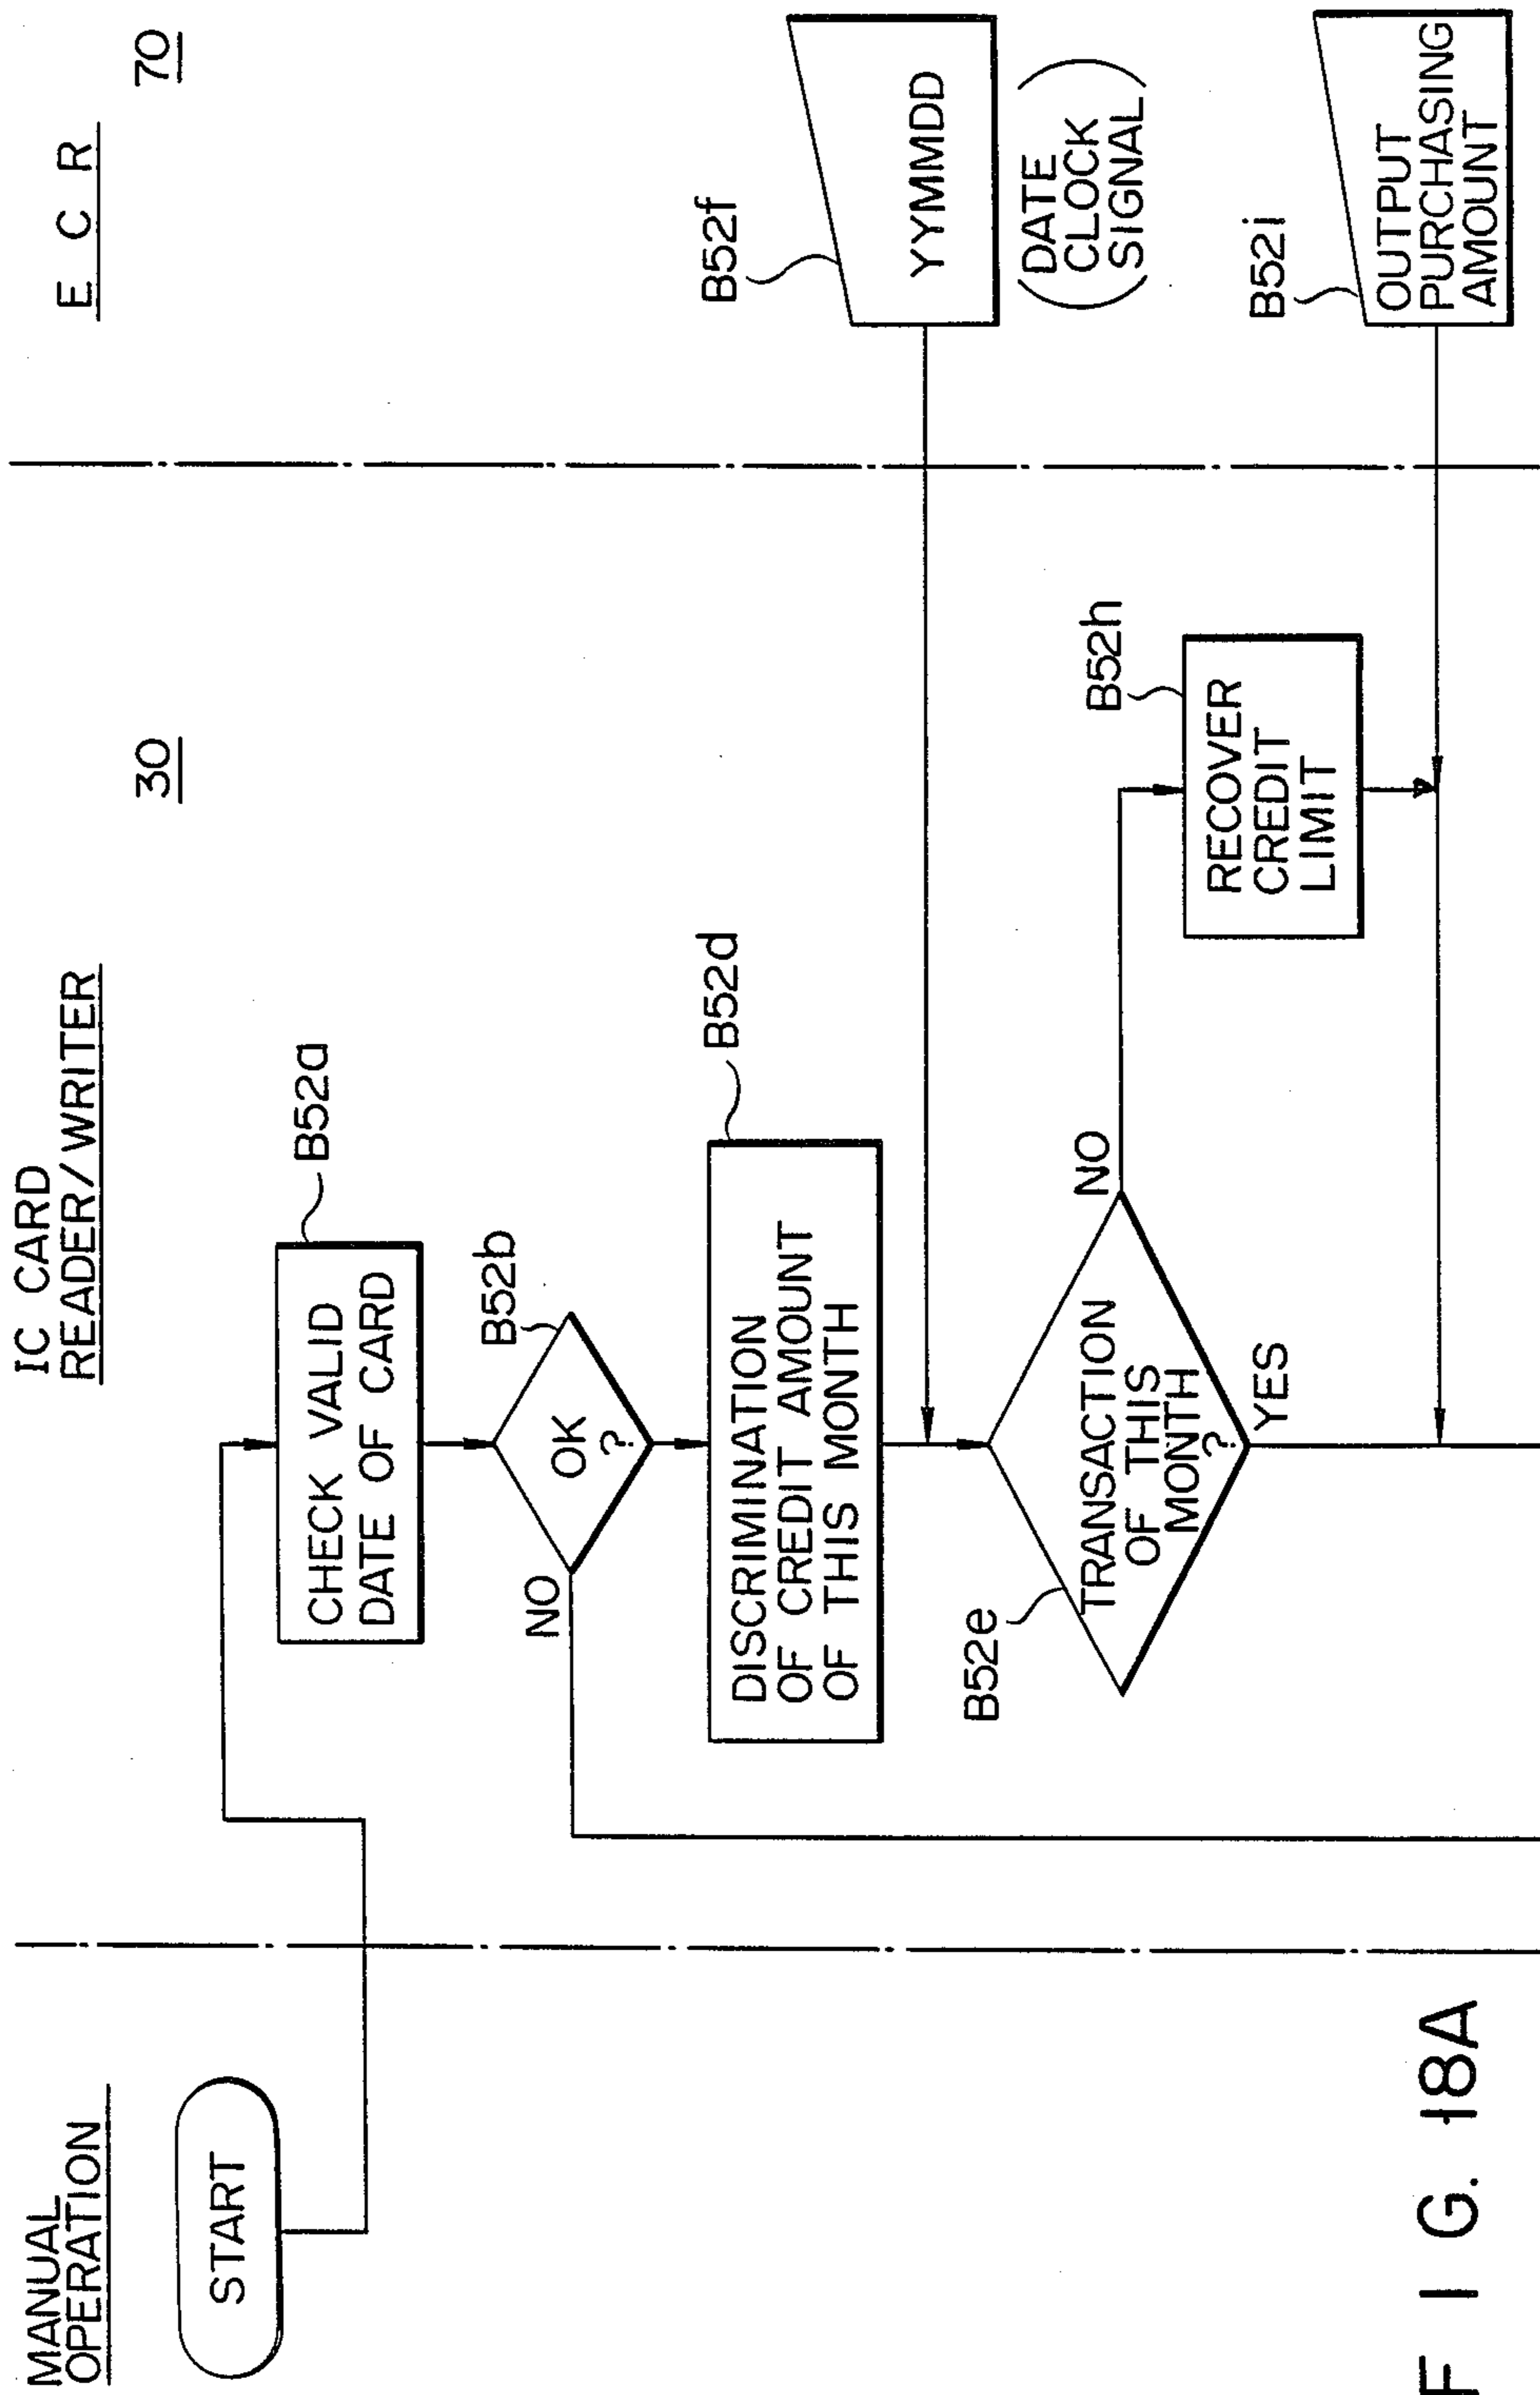 MANUAL
OPERATION
IC CARD
READER/WRITER
30
E C R
70
START
CHECK VALID
DATE OF CARD
B52a
OK
?
B52b
NO
DISCRIMINATION
OF CREDIT AMOUNT
OF THIS MONTH
B52d
B52f
YYMMDD
(DATE
CLOCK
SIGNAL)
B52e
TRANSACTION
OF THIS
MONTH
?
NO
YES
B52h
RECOVER
CREDIT
LIMIT
B52i
OUTPUT
PURCHASING
AMOUNT
F I G. 18A